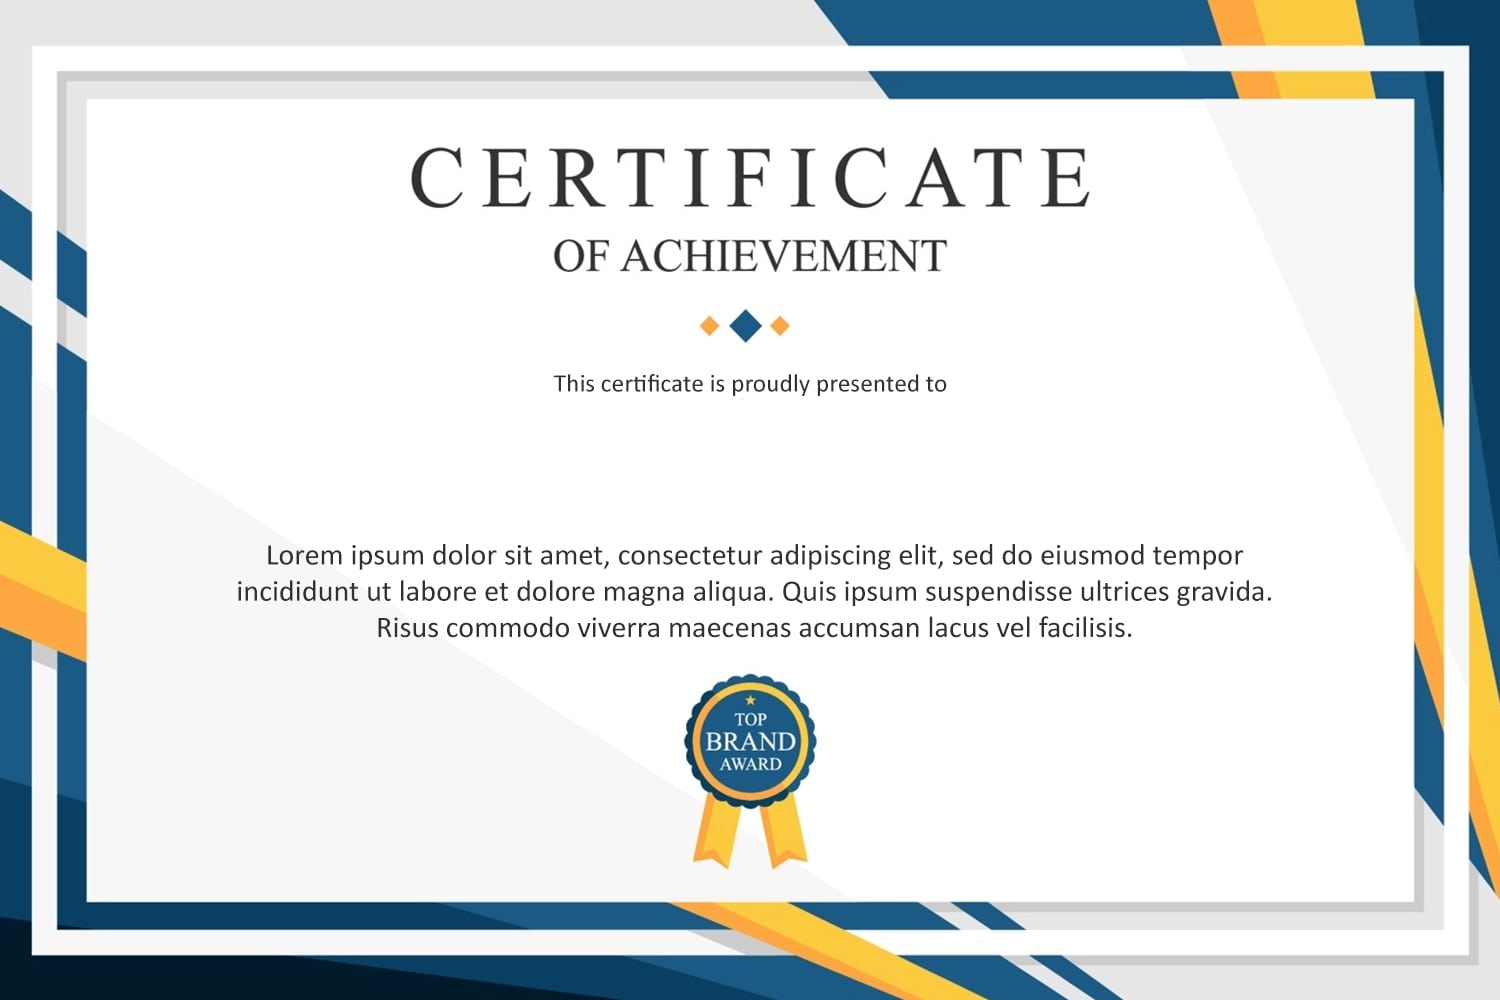 CERTIFICATE
OF ACHIEVEMENT
This certificate is proudly presented to
Lorem ipsum dolor sit amet, consectetur adipiscing elit, sed do eiusmod tempor
incididunt ut labore et dolore magna aliqua. Quis ipsum suspendisse ultrices gravida.
Risus commodo viverra maecenas accumsan lacus vel facilisis.
TOP
BRAND
AWARD